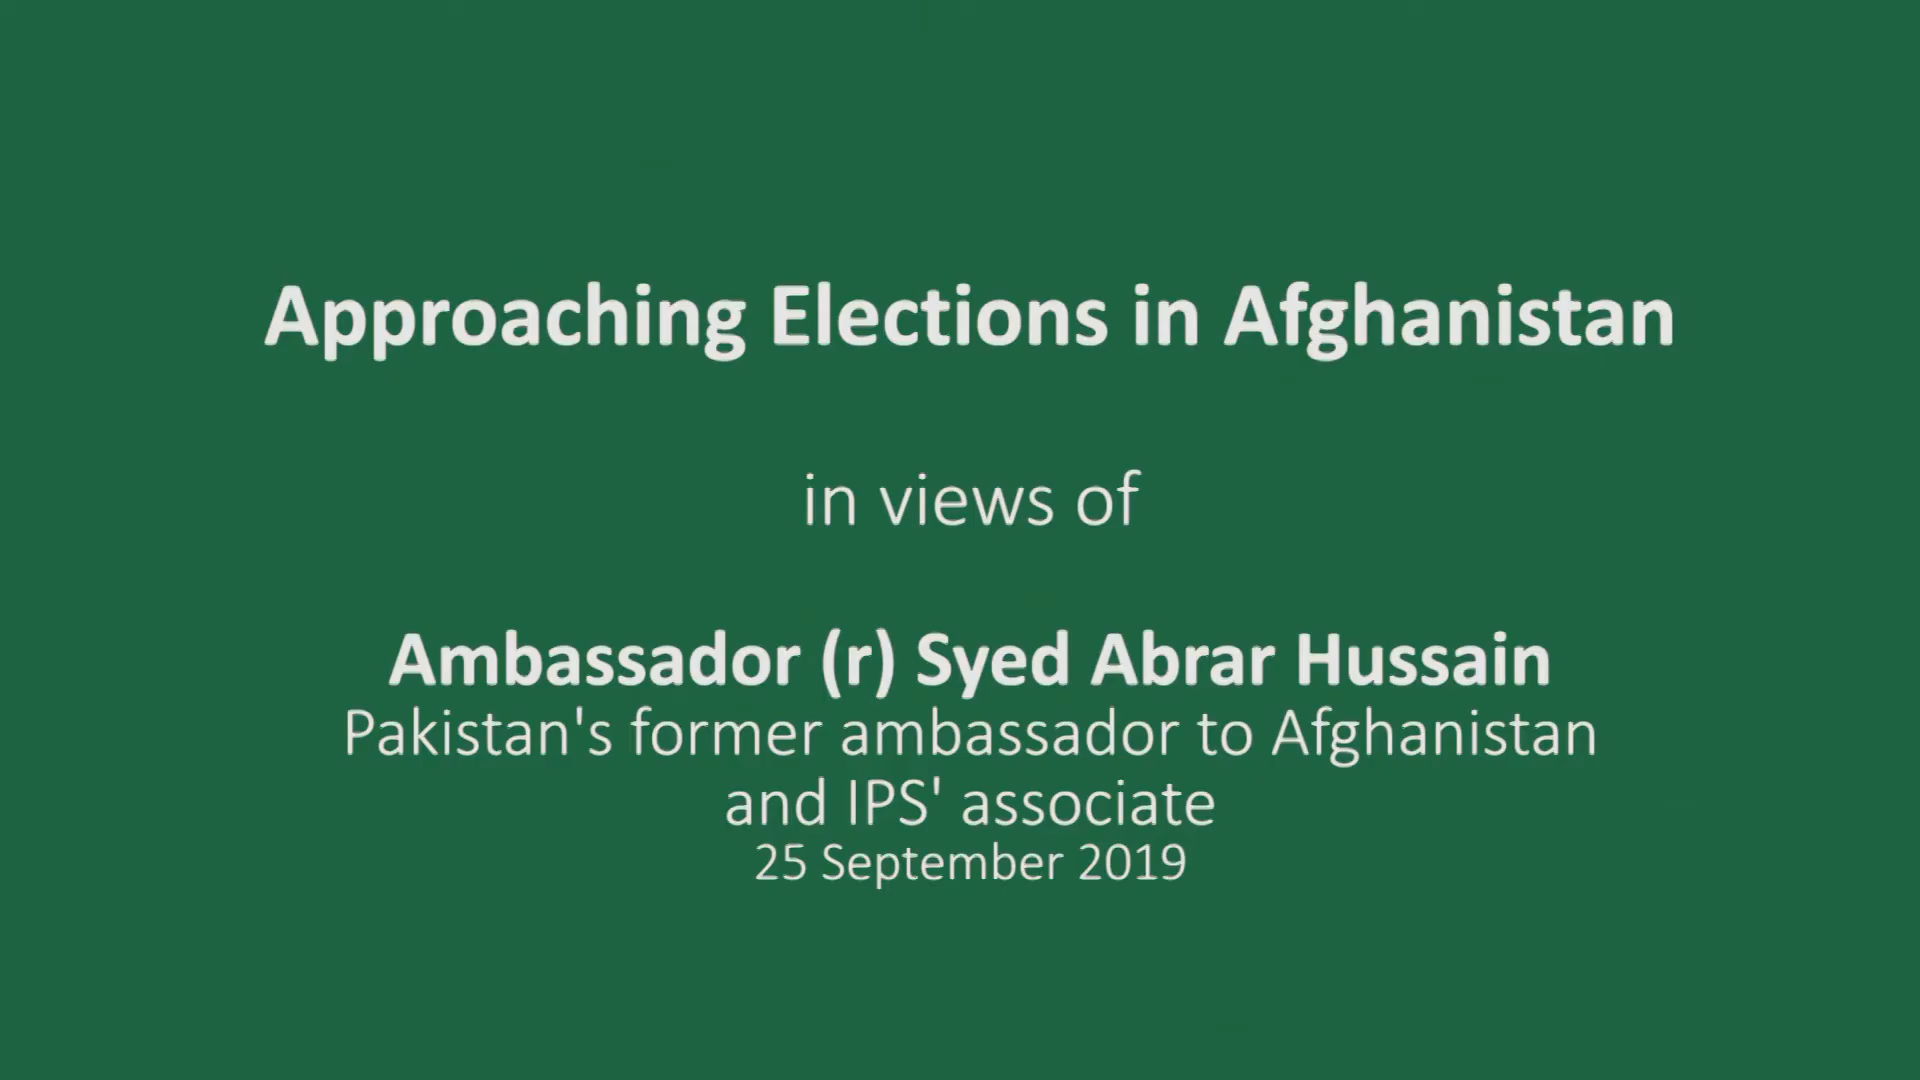 Approaching Elections in Afghanistan
in views of
Ambassador (r) Syed Abrar Hussain
Pakistan's former ambassador to Afghanistan
and IPS' associate
25 September 2019